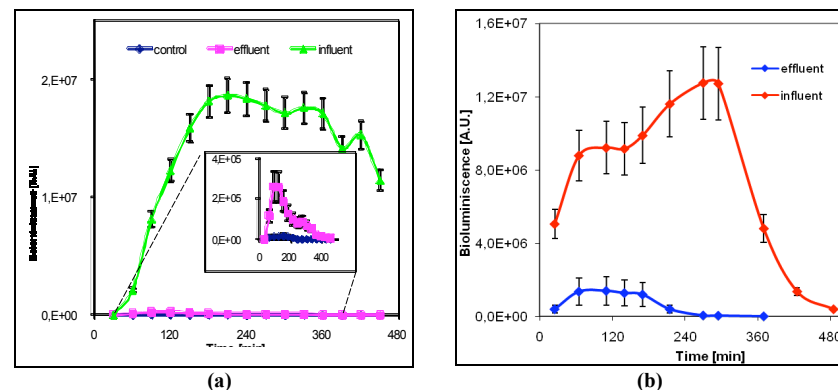 control effluent influent
2,E+07
1,E+07
0,E+00
0 120 240 360 480
4,E+05
2,E+05
0,E+00
0 200 400
Time [min]
(a)
1,6E+07
1,2E+07
8,0E+06
4,0E+06
0,0E+00
0 120 240 360 480
Bioluminiscence [A.U.]
Time [min]
effluent
influent
(b)